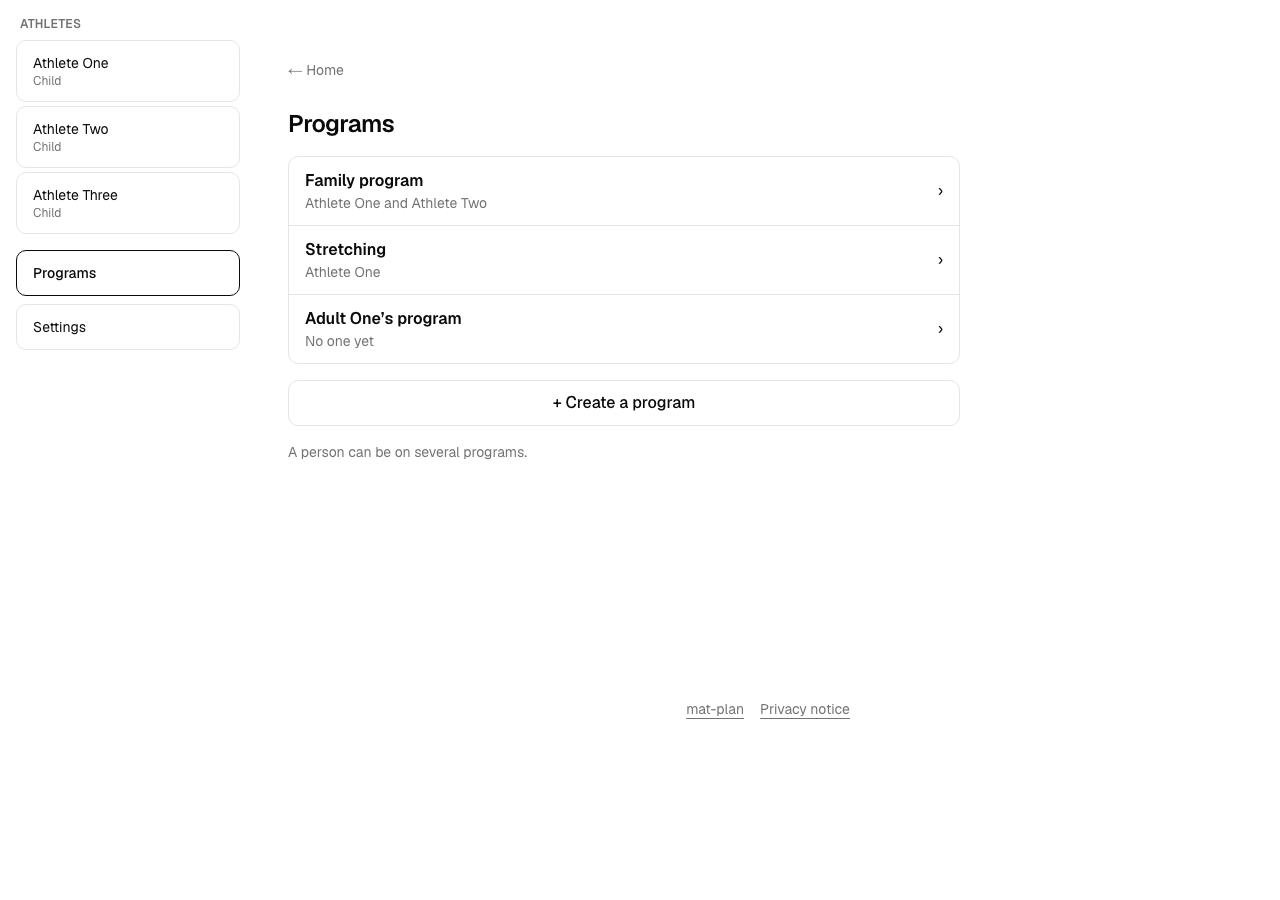 ATHLETES
Athlete One
Child
Athlete Two
Child
Athlete Three
Child
Programs
Settings
← Home
Programs
Family program
Athlete One and Athlete Two
›
Stretching
Athlete One
›
Adult One’s program
No one yet
›
+ Create a program
A person can be on several programs.
mat-plan Privacy notice